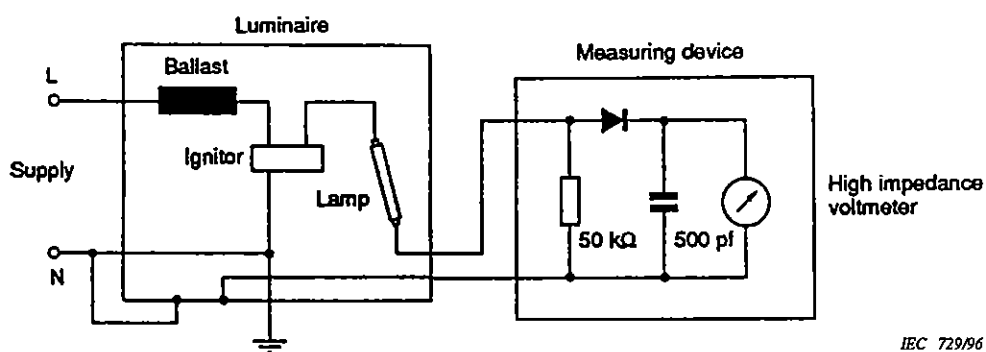 Luminaire
Measuring device
L
Ballast
Ignitor
Supply
Lamp
High impedance
voltmeter
50 kΩ
500 pf
N
IEC 729/96